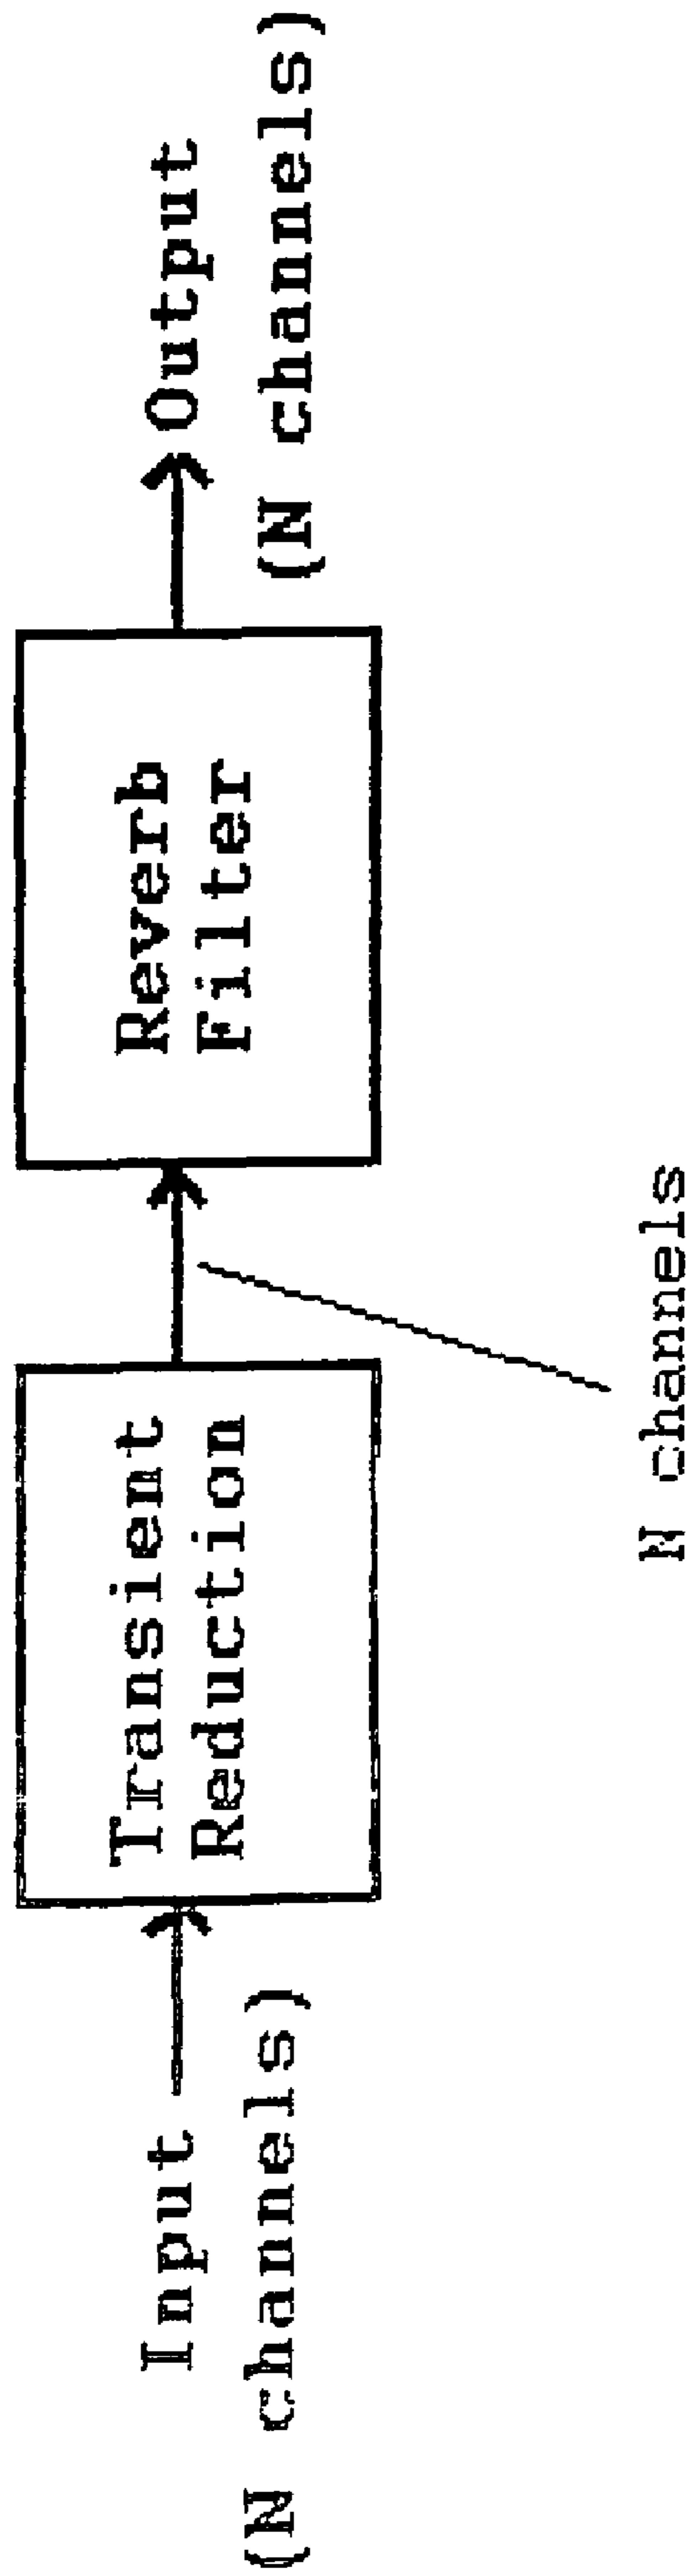 Input
(N channels)
Transient
Reduction
N channels
Reverb
Filter
Output
(N channels)